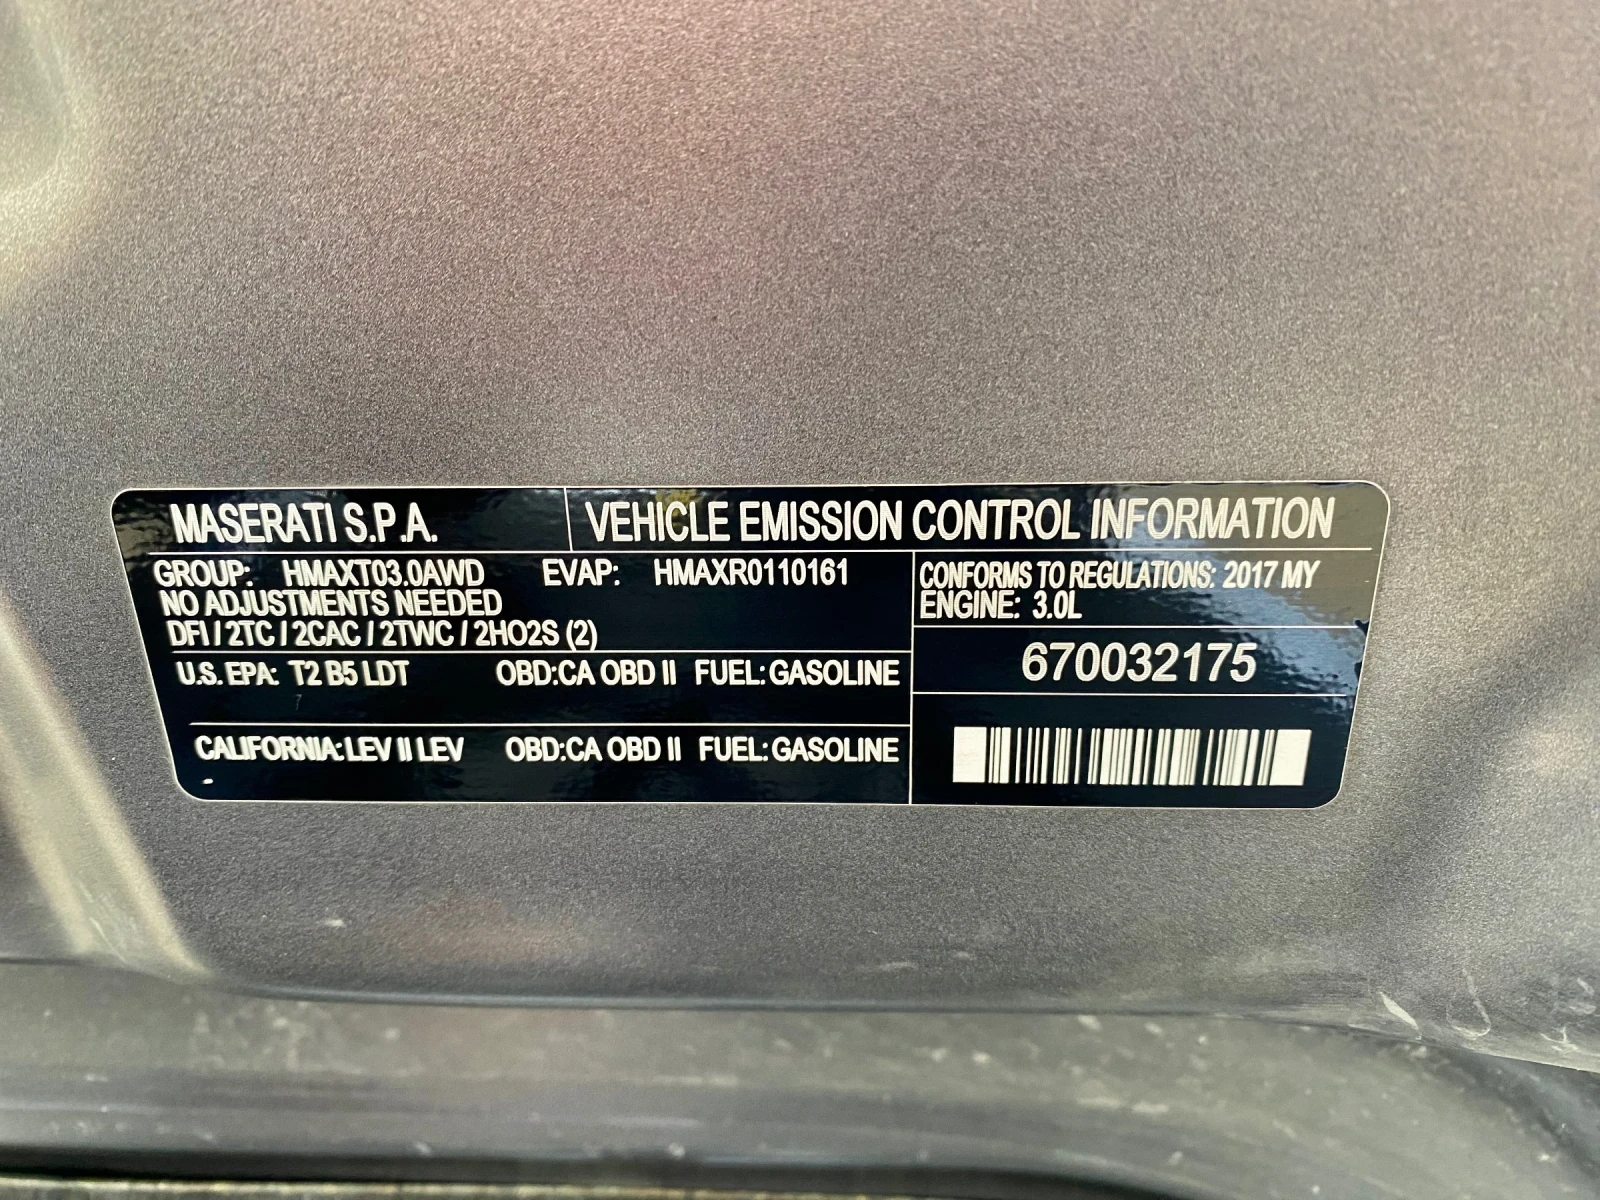 MASERATI S.P.A.
VEHICLE EMISSION CONTROL INFORMATION
GROUP: HMAXT03.0AWD EVAP: HMAXR0110161
NO ADJUSTMENTS NEEDED
DFI / 2TC / 2CAC / 2TWC / 2HO2S (2)
U.S. EPA: T2 B5 LDT OBD:CA OBD II FUEL: GASOLINE
CALIFORNIA: LEV II LEV OBD:CA OBD II FUEL: GASOLINE
CONFORMS TO REGULATIONS: 2017 MY
ENGINE: 3.0L
670032175